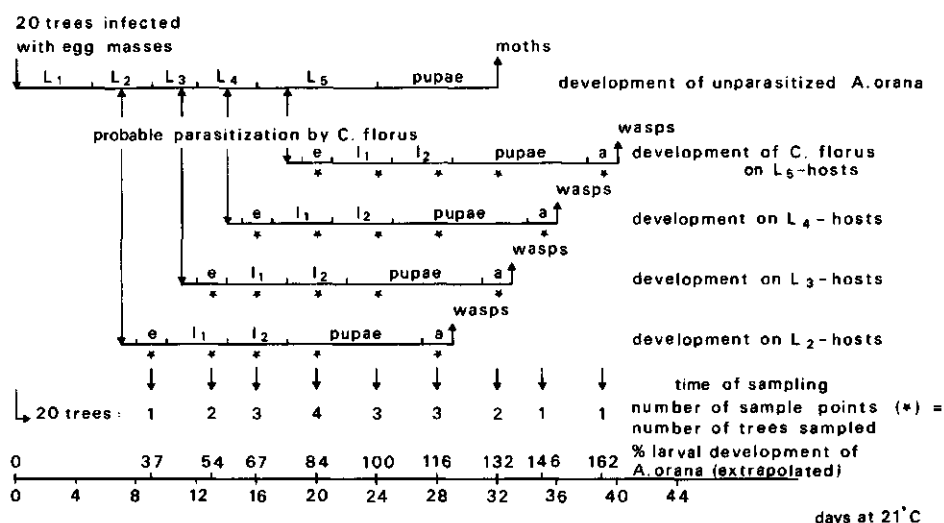 20 trees infected
with egg masses
moths
L1 L2 L3 L4 L5 pupae
development of unparasitized A.orana
probable parasitization by C. florus
wasps
e l1 l2 pupae a
development of C. florus
on L5-hosts
* * * * *
wasps
e l1 l2 pupae a
development on L4-hosts
* * * * *
wasps
e l1 l2 pupae a
development on L3-hosts
* * * * *
wasps
e l1 l2 pupae a
development on L2-hosts
* * * * *
time of sampling
20 trees: 1 2 3 4 3 3 2 1 1
number of sample points (*) =
number of trees sampled
0 37 54 67 84 100 116 132 146 162
% larval development of
A.orana (extrapolated)
0 4 8 12 16 20 24 28 32 36 40 44
days at 21°C